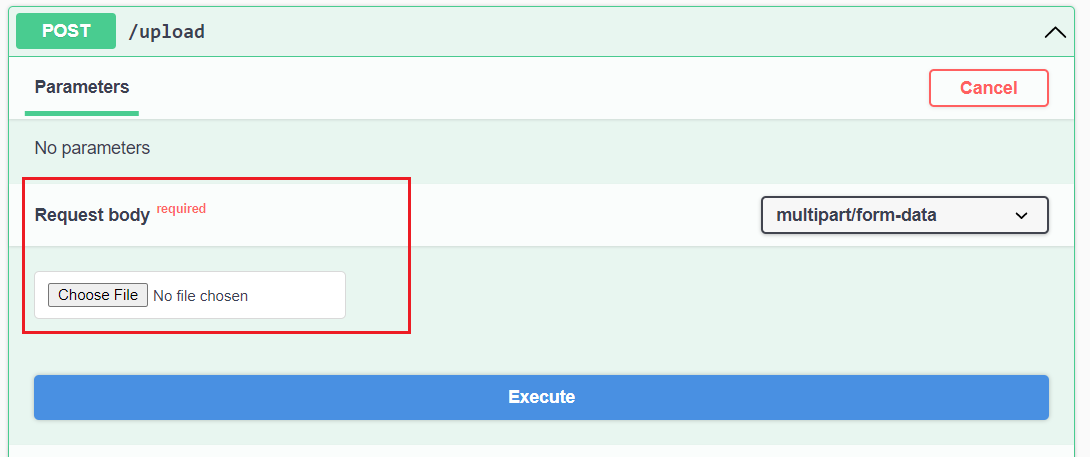 POST /upload
Parameters
Cancel
No parameters
Request body required
multipart/form-data
Choose File No file chosen
Execute